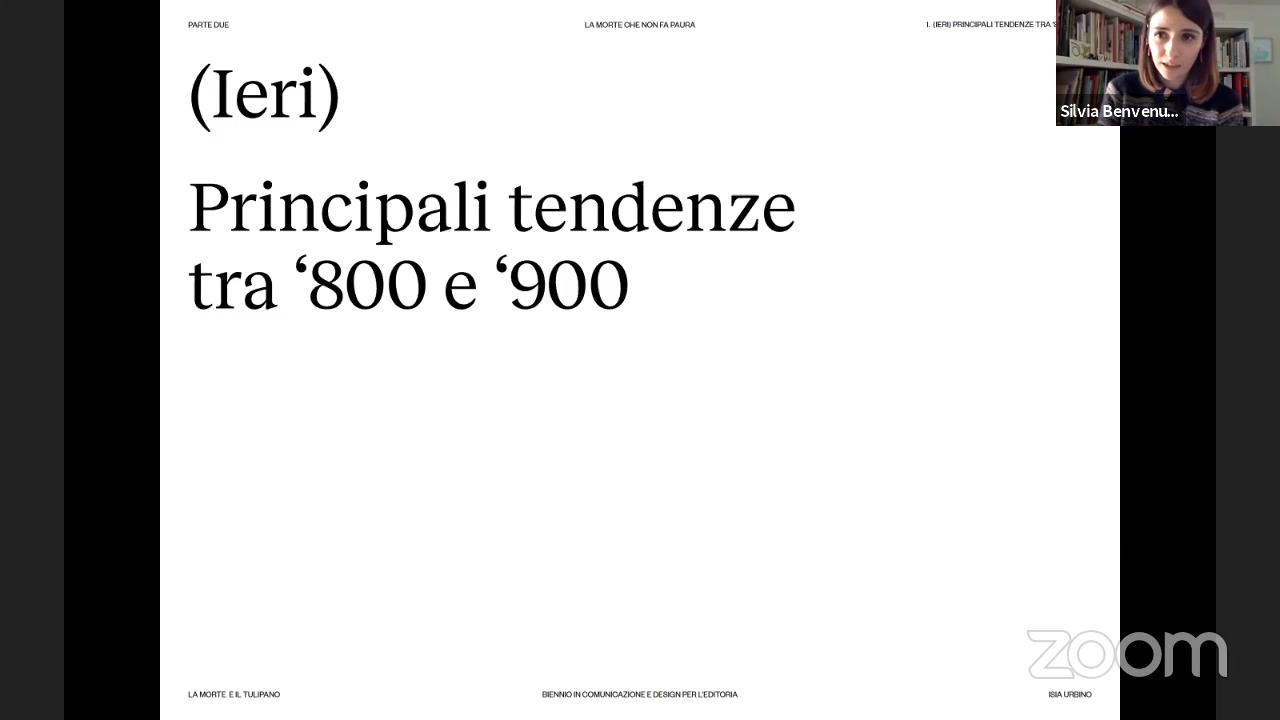 PARTE DUE
LA MORTE CHE NON FA PAURA
1. (IERI) PRINCIPALI TENDENZE TRA
(Ieri)
Silvia Benvenu...
Principali tendenze
tra ‘800 e ‘900
zoom
LA MORTE E IL TULIPANO
BIENNIO IN COMUNICAZIONE E DESIGN PER L'EDITORIA
ISIA URBINO